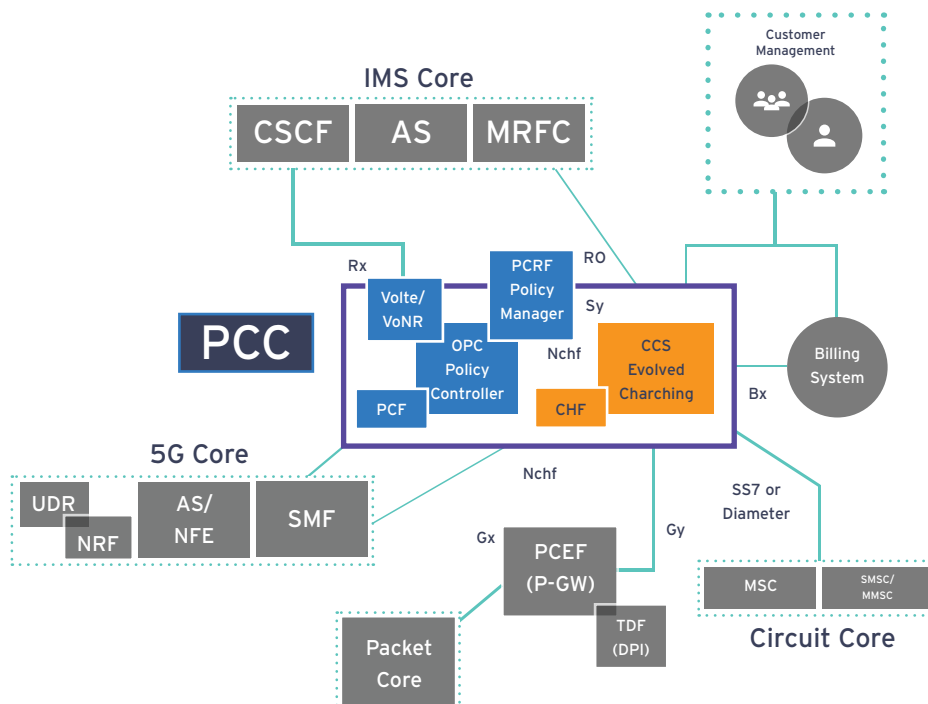 Customer
Management
IMS Core
CSCF
AS
MRFC
Rx
RO
PCRF
Policy
Manager
Volte/
VoNR
Sy
PCC
OPC
Policy
Controller
Nchf
CCS
Evolved
Charching
Billing
System
PCF
CHF
Bx
5G Core
Nchf
UDR
NRF
AS/
NFE
SMF
SS7 or
Diameter
Gx
Gy
PCEF
(P-GW)
MSC
SMSC/
MMSC
TDF
(DPI)
Circuit Core
Packet
Core